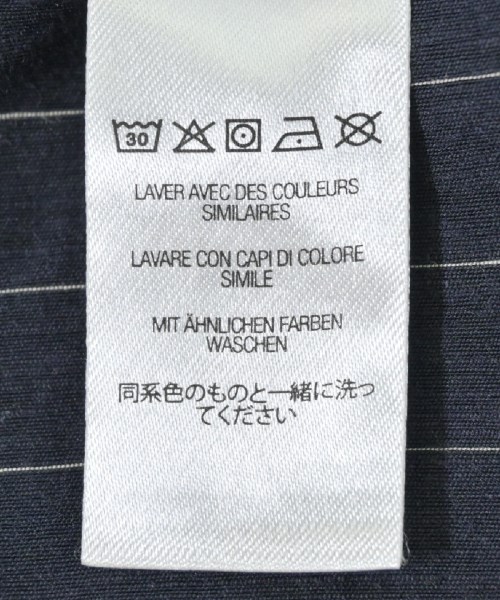 30
LAVER AVEC DES COULEURS
SIMILAIRES
LAVARE CON CAPI DI COLORE
SIMILE
MIT ÄHNLICHEN FARBEN
WASCHEN
同系色のものと一緒に洗っ
てください